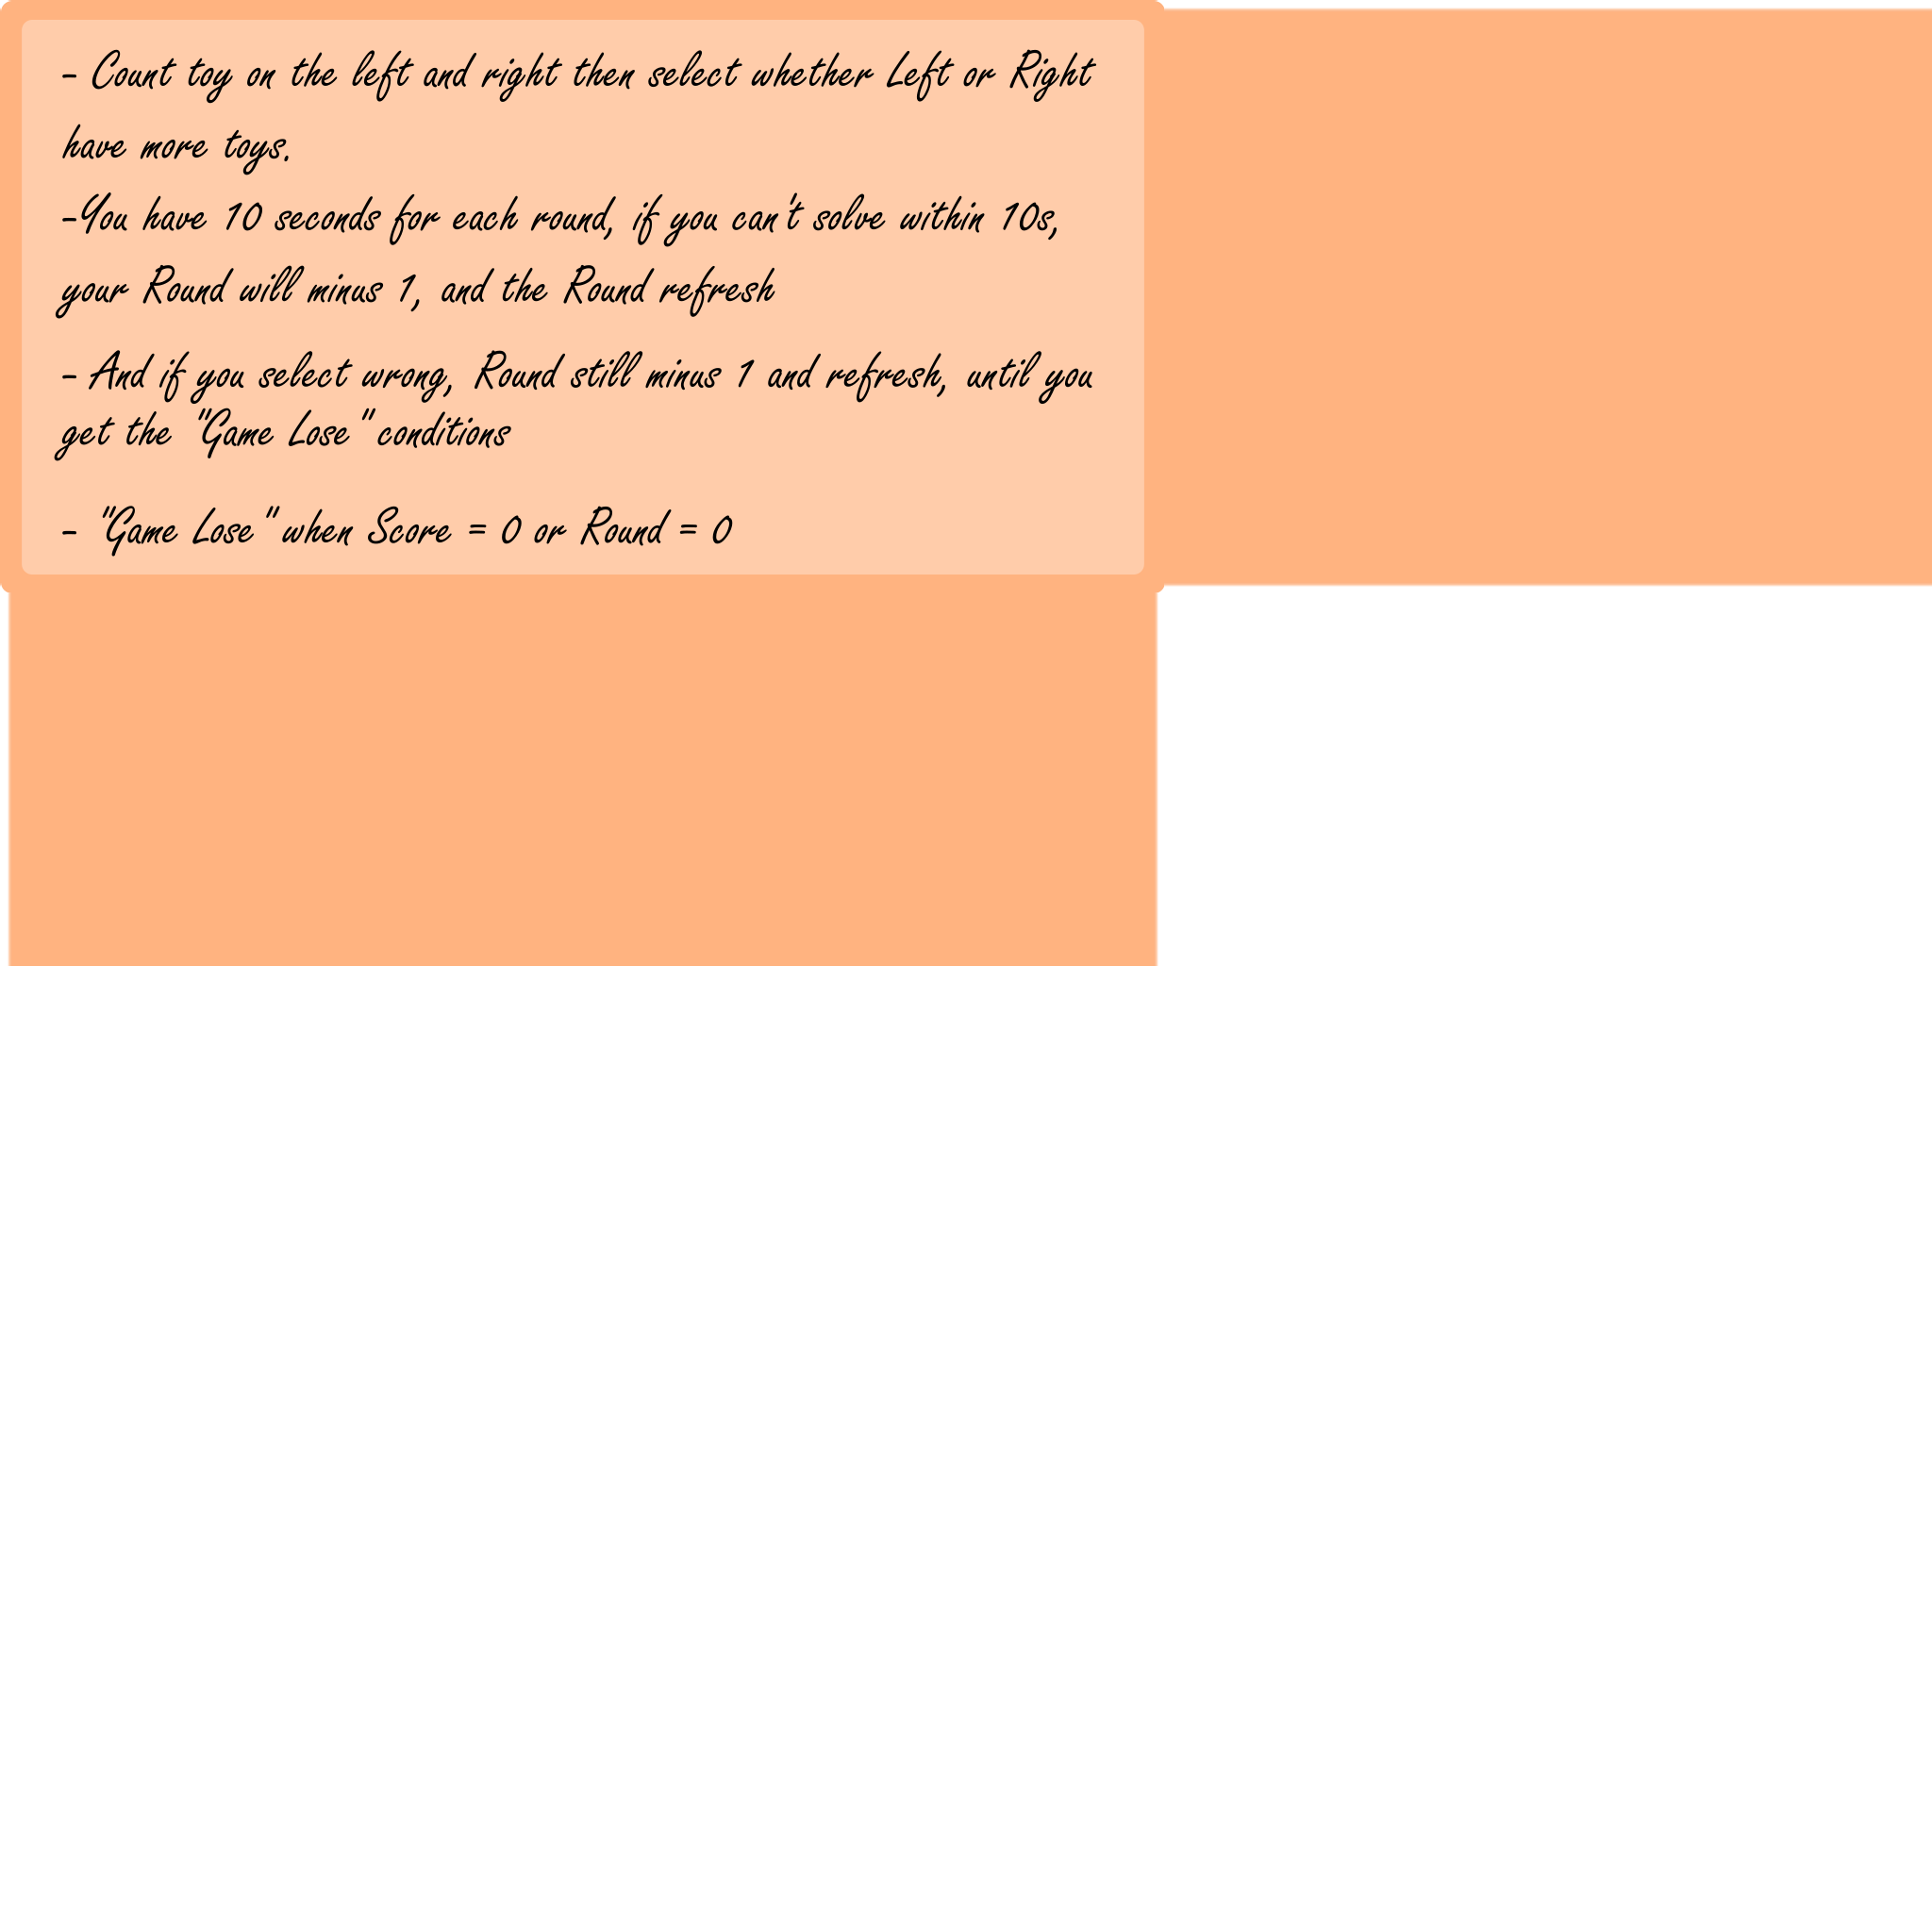 - Count toy on the left and right then select whether Left or Right
have more toys.
-You have 10 seconds for each round, if you can't solve within 10s,
your Round will minus 1, and the Round refresh
- And if you select wrong, Round still minus 1 and refresh, until you
get the "Game Lose" conditions
- "Game Lose" when Score = 0 or Round = 0